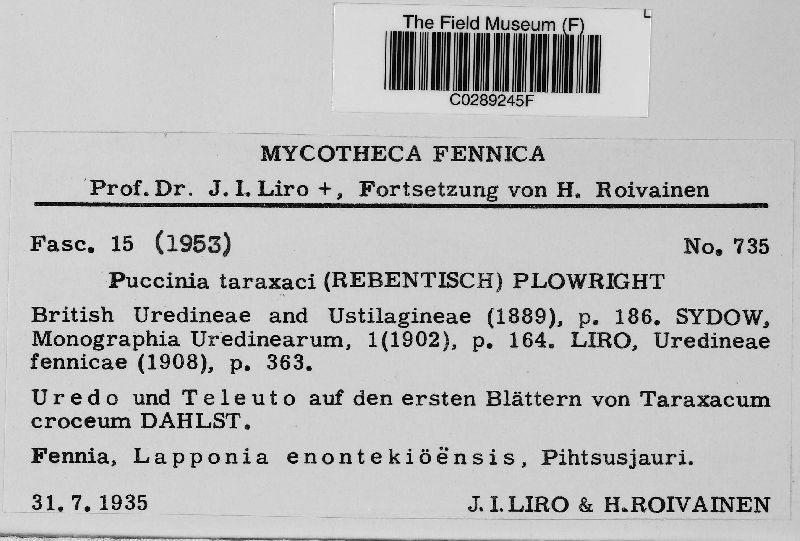 The Field Museum (F)
C0289245F
MYCOTHECA FENNICA
Prof. Dr. J. I. Liro +, Fortsetzung von H. Roivainen
Fasc. 15 (1953) No. 735
Puccinia taraxaci (REBENTISCH) PLOWRIGHT
British Uredineae and Ustilagineae (1889), p. 186. SYDOW,
Monographia Uredinearum, 1(1902), p. 164. LIRO, Uredineae
fennicae (1908), p. 363.
Uredo und Teleuto auf den ersten Blättern von Taraxacum
croceum DAHLST.
Fennia, Lapponia enontekiöënsis, Pihtsusjauri.
31. 7. 1935 J. I. LIRO & H. ROIVAINEN